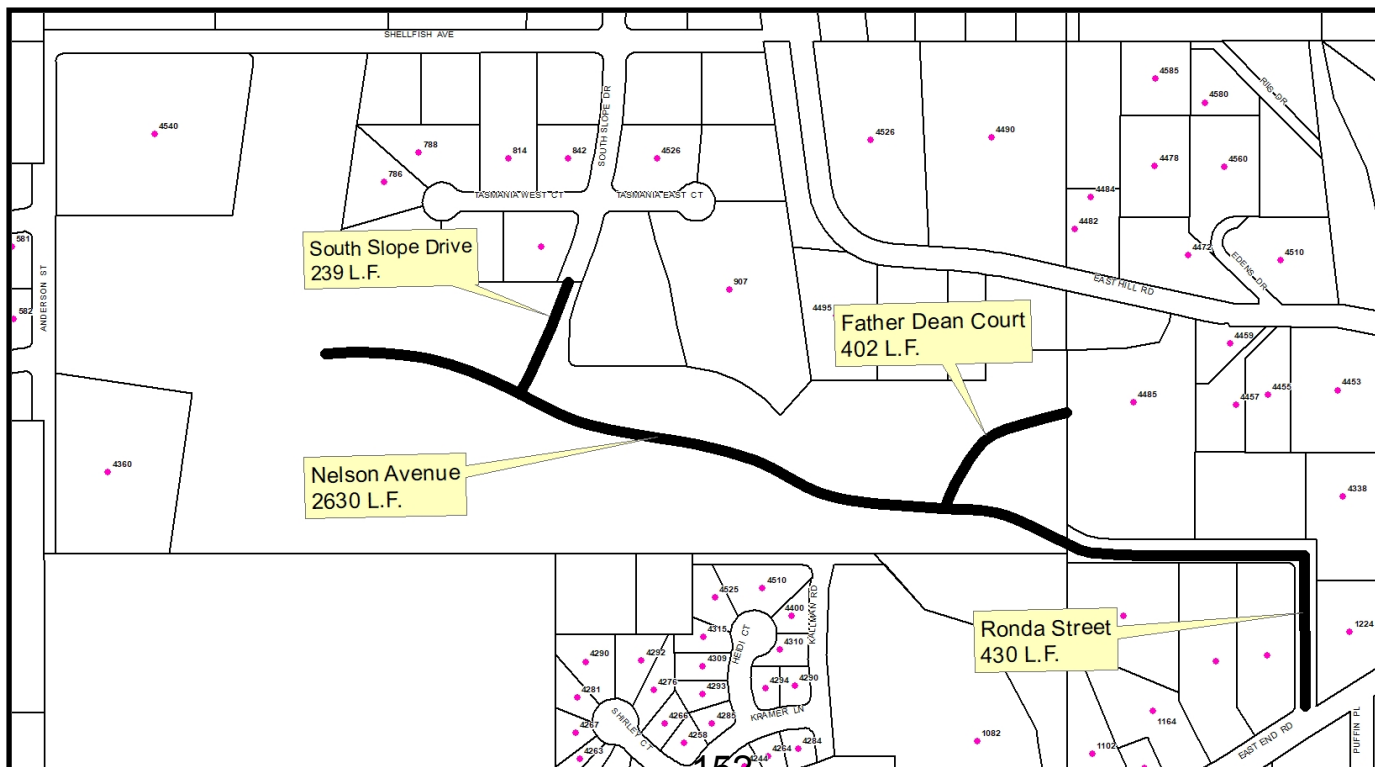 SHELLFISH AVE
4585
4580
RIIS DR
4540
788
814
842
SOUTH SLOPE DR
4526
4526
4490
4478
4560
786
TASMANIA WEST CT
TASMANIA EAST CT
4484
4482
581
ANDERSON ST
582
South Slope Drive
239 L.F.
907
4495
4472
EDENS DR
4510
EAST HILL RD
Father Dean Court
402 L.F.
4459
4485
4457
4455
4453
4360
Nelson Avenue
2630 L.F.
4338
4525
4510
4400
KALLMAN RD
4315
HEIDI CT
4310
4290
4292
4309
4281
4276
4293
4294
4290
4267
SHIRLEY CT
4266
4285
KRAMER LN
4258
4263
4244
4264
4284
152
Ronda Street
430 L.F.
1224
1164
1082
1102
EAST END RD
PUFFIN PL